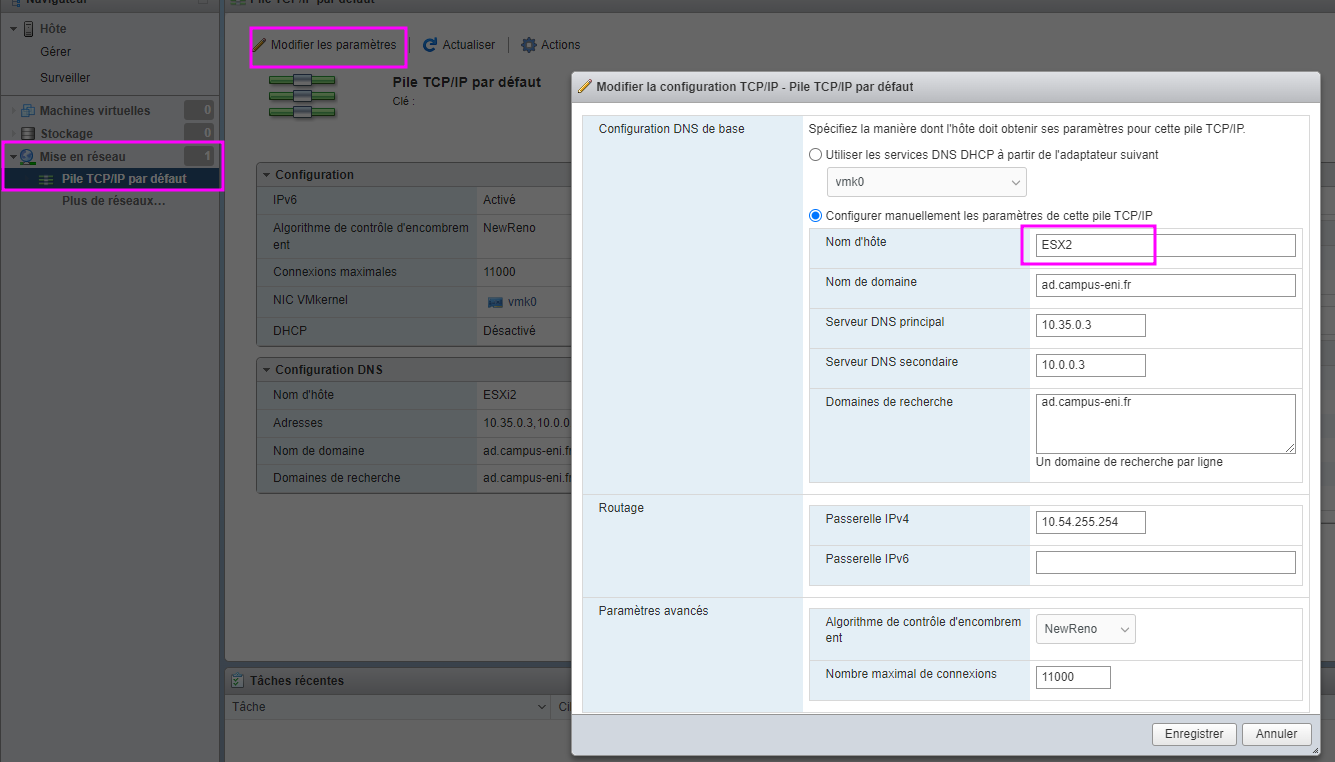 Navigateur
Hôte
Gérer
Surveiller
Machines virtuelles 0
Stockage 0
Mise en réseau 1
Pile TCP/IP par défaut
Plus de réseaux…
Pile TCP/IP par défaut
Modifier les paramètres
Actualiser
Actions
Pile TCP/IP par défaut
Clé :
Configuration
IPv6 Activé
Algorithme de contrôle d'encombrem NewReno
ent
Connexions maximales 11000
NIC VMkernel vmk0
DHCP Désactivé
Configuration DNS
Nom d'hôte ESXi2
Adresses 10.35.0.3,10.0.0
Nom de domaine ad.campus-eni.fr
Domaines de recherche ad.campus-eni.fr
Tâches récentes
Tâche Ci
Modifier la configuration TCP/IP - Pile TCP/IP par défaut
Configuration DNS de base
Spécifiez la manière dont l'hôte doit obtenir ses paramètres pour cette pile TCP/IP.
Utiliser les services DNS DHCP à partir de l'adaptateur suivant
vmk0
Configurer manuellement les paramètres de cette pile TCP/IP
Nom d'hôte ESX2
Nom de domaine ad.campus-eni.fr
Serveur DNS principal 10.35.0.3
Serveur DNS secondaire 10.0.0.3
Domaines de recherche ad.campus-eni.fr
Un domaine de recherche par ligne
Routage
Passerelle IPv4 10.54.255.254
Passerelle IPv6
Paramètres avancés
Algorithme de contrôle d'encombrem NewReno
ent
Nombre maximal de connexions 11000
Enregistrer
Annuler